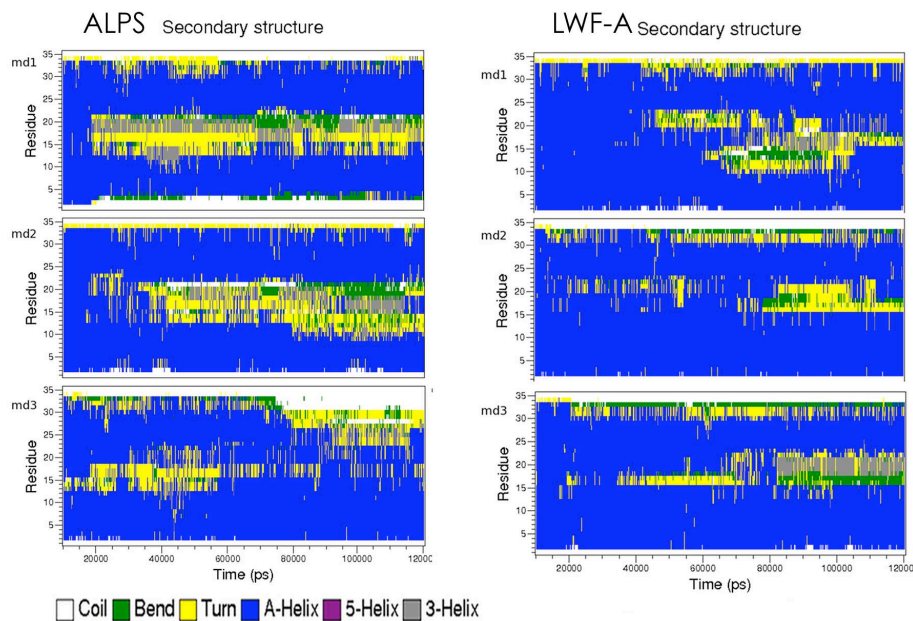 ALPS Secondary structure
LWF-A Secondary structure
md1
Residue
35
30
25
20
15
10
5
md1
Residue
35
30
25
20
15
10
5
md2
Residue
35
30
25
20
15
10
5
md2
Residue
35
30
25
20
15
10
5
md3
Residue
35
30
25
20
15
10
5
20000 40000 60000 80000 100000 120000
Time (ps)
md3
Residue
35
30
25
20
15
10
5
20000 40000 60000 80000 100000 120000
Time (ps)
Coil Bend Turn A-Helix 5-Helix 3-Helix